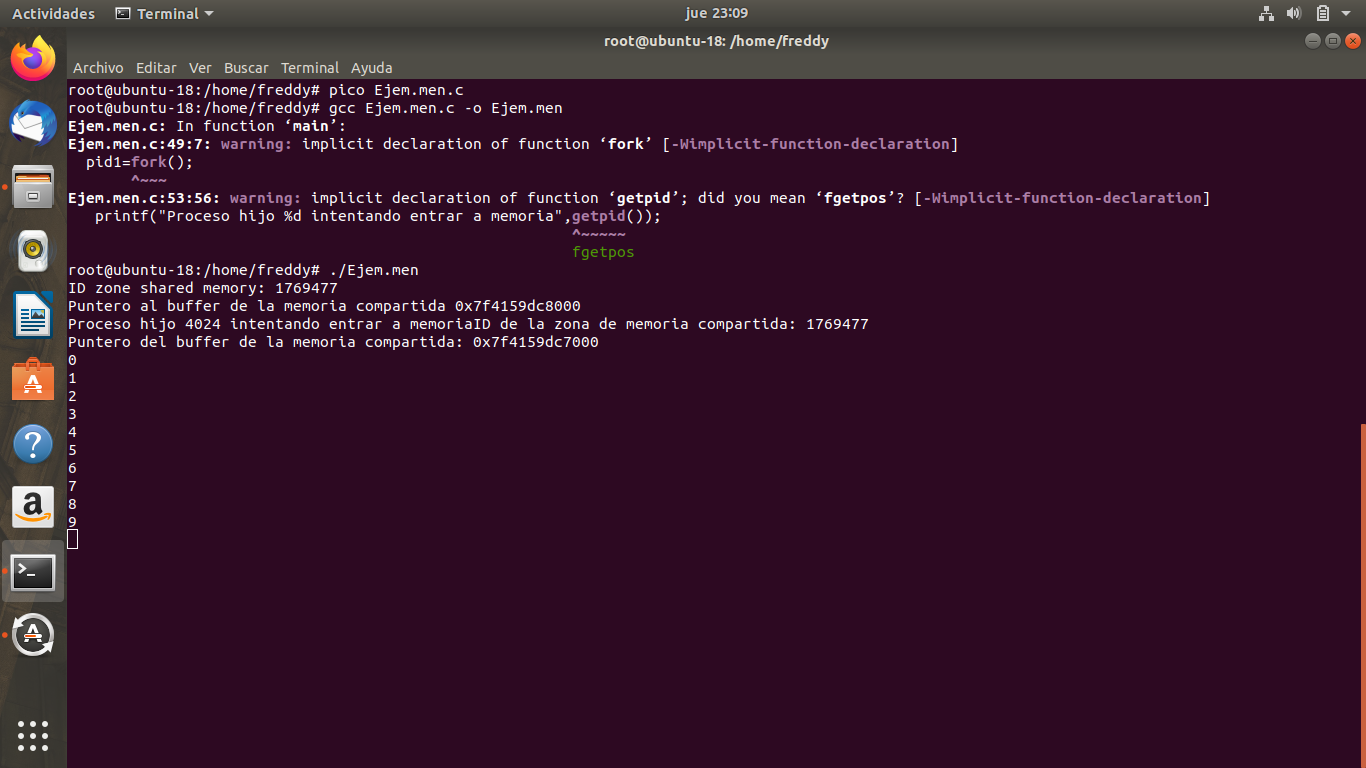 Actividades Terminal jue 23:09
root@ubuntu-18: /home/freddy
Archivo Editar Ver Buscar Terminal Ayuda
root@ubuntu-18:/home/freddy# pico Ejem.men.c
root@ubuntu-18:/home/freddy# gcc Ejem.men.c -o Ejem.men
Ejem.men.c: In function ‘main’:
Ejem.men.c:49:7: warning: implicit declaration of function ‘fork’ [-Wimplicit-function-declaration]
  pid1=fork();
       ^~~~
Ejem.men.c:53:56: warning: implicit declaration of function ‘getpid’; did you mean ‘fgetpos’? [-Wimplicit-function-declaration]
   printf("Proceso hijo %d intentando entrar a memoria",getpid());
                                                        ^~~~~~
                                                        fgetpos
root@ubuntu-18:/home/freddy# ./Ejem.men
ID zone shared memory: 1769477
Puntero al buffer de la memoria compartida 0x7f4159dc8000
Proceso hijo 4024 intentando entrar a memoriaID de la zona de memoria compartida: 1769477
Puntero del buffer de la memoria compartida: 0x7f4159dc7000
0
1
2
3
4
5
6
7
8
9